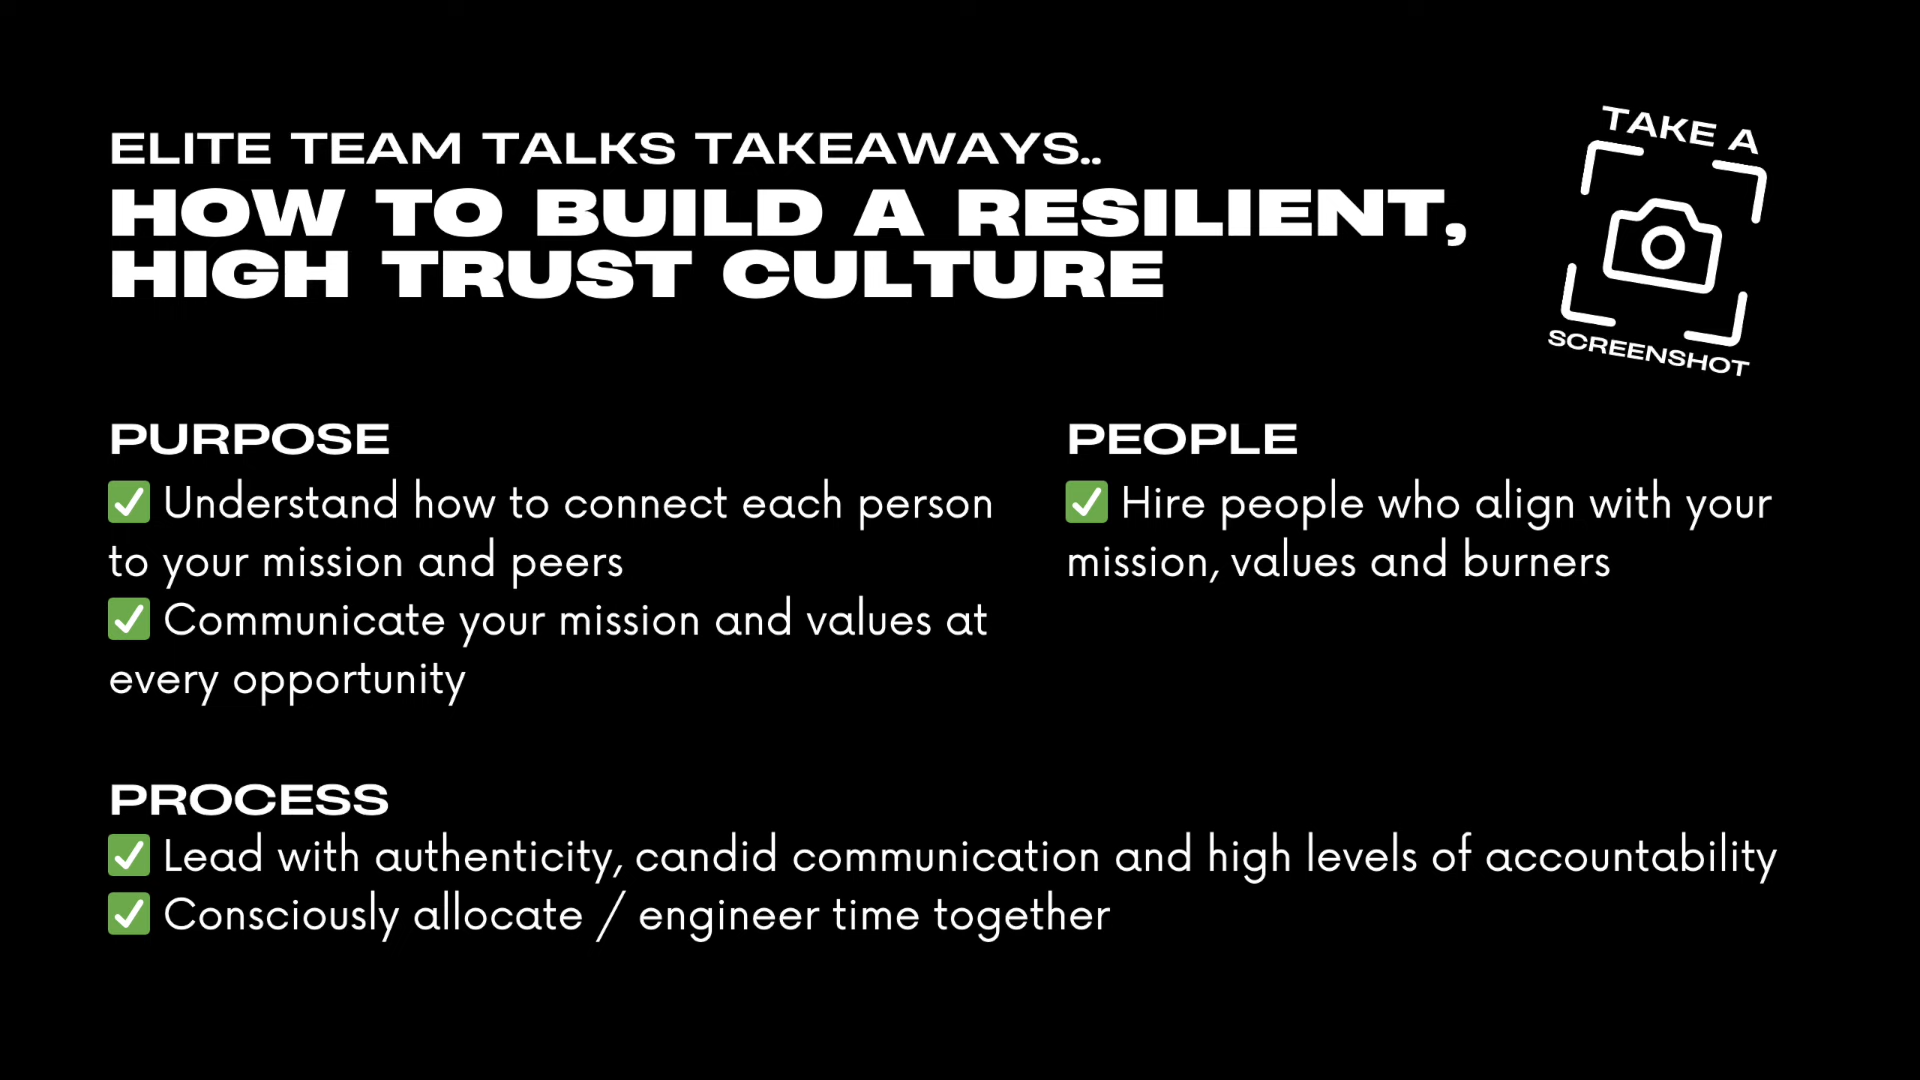 ELITE TEAM TALKS TAKEAWAYS..
HOW TO BUILD A RESILIENT,
HIGH TRUST CULTURE
TAKE A
SCREENSHOT
PURPOSE
✅ Understand how to connect each person
to your mission and peers
✅ Communicate your mission and values at
every opportunity
PEOPLE
✅ Hire people who align with your
mission, values and burners
PROCESS
✅ Lead with authenticity, candid communication and high levels of accountability
✅ Consciously allocate / engineer time together